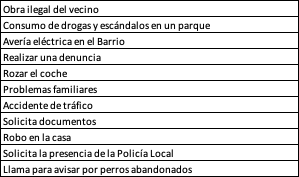 Obra ilegal del vecino
Consumo de drogas y escándalos en un parque
Avería eléctrica en el Barrio
Realizar una denuncia
Rozar el coche
Problemas familiares
Accidente de tráfico
Solicita documentos
Robo en la casa
Solicita la presencia de la Policía Local
Llama para avisar por perros abandonados